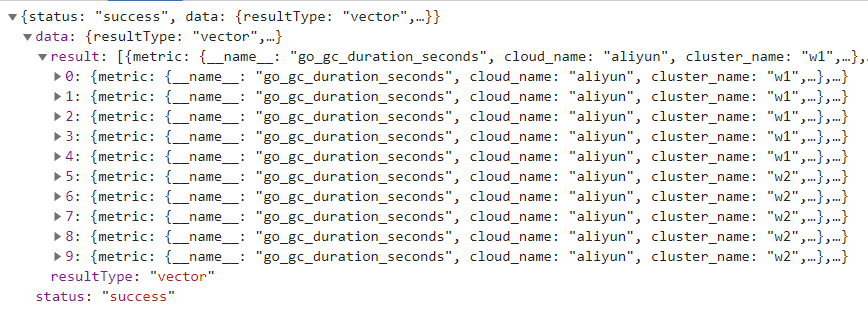 ▼{status: "success", data: {resultType: "vector",…}}
▼data: {resultType: "vector",…}
▼result: [{metric: {__name__: "go_gc_duration_seconds", cloud_name: "aliyun", cluster_name: "w1",…},…
▶0: {metric: {__name__: "go_gc_duration_seconds", cloud_name: "aliyun", cluster_name: "w1",…},…}
▶1: {metric: {__name__: "go_gc_duration_seconds", cloud_name: "aliyun", cluster_name: "w1",…},…}
▶2: {metric: {__name__: "go_gc_duration_seconds", cloud_name: "aliyun", cluster_name: "w1",…},…}
▶3: {metric: {__name__: "go_gc_duration_seconds", cloud_name: "aliyun", cluster_name: "w1",…},…}
▶4: {metric: {__name__: "go_gc_duration_seconds", cloud_name: "aliyun", cluster_name: "w1",…},…}
▶5: {metric: {__name__: "go_gc_duration_seconds", cloud_name: "aliyun", cluster_name: "w2",…},…}
▶6: {metric: {__name__: "go_gc_duration_seconds", cloud_name: "aliyun", cluster_name: "w2",…},…}
▶7: {metric: {__name__: "go_gc_duration_seconds", cloud_name: "aliyun", cluster_name: "w2",…},…}
▶8: {metric: {__name__: "go_gc_duration_seconds", cloud_name: "aliyun", cluster_name: "w2",…},…}
▶9: {metric: {__name__: "go_gc_duration_seconds", cloud_name: "aliyun", cluster_name: "w2",…},…}
resultType: "vector"
status: "success"